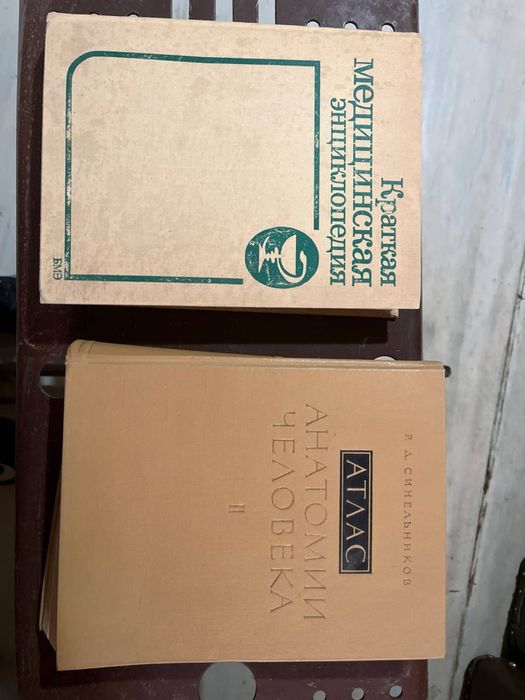 Краткая
медицинская
энциклопедия
БМЭ
Р. Д. СИНЕЛЬНИКОВ
АТЛАС
АНАТОМИИ
ЧЕЛОВЕКА
II